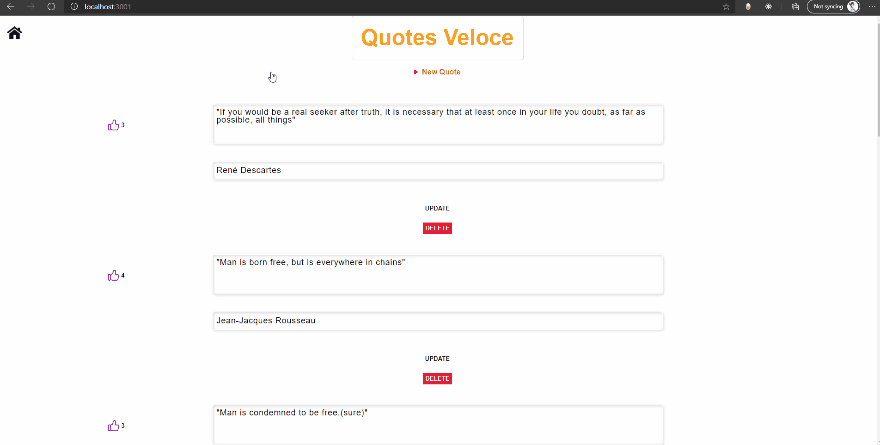 localhost:3001
Not syncing
Quotes Veloce
New Quote
3
"If you would be a real seeker after truth, it is necessary that at least once in your life you doubt, as far as
possible, all things"
René Descartes
UPDATE
DELETE
4
"Man is born free, but is everywhere in chains"
Jean-Jacques Rousseau
UPDATE
DELETE
3
"Man is condemned to be free.(sure)"